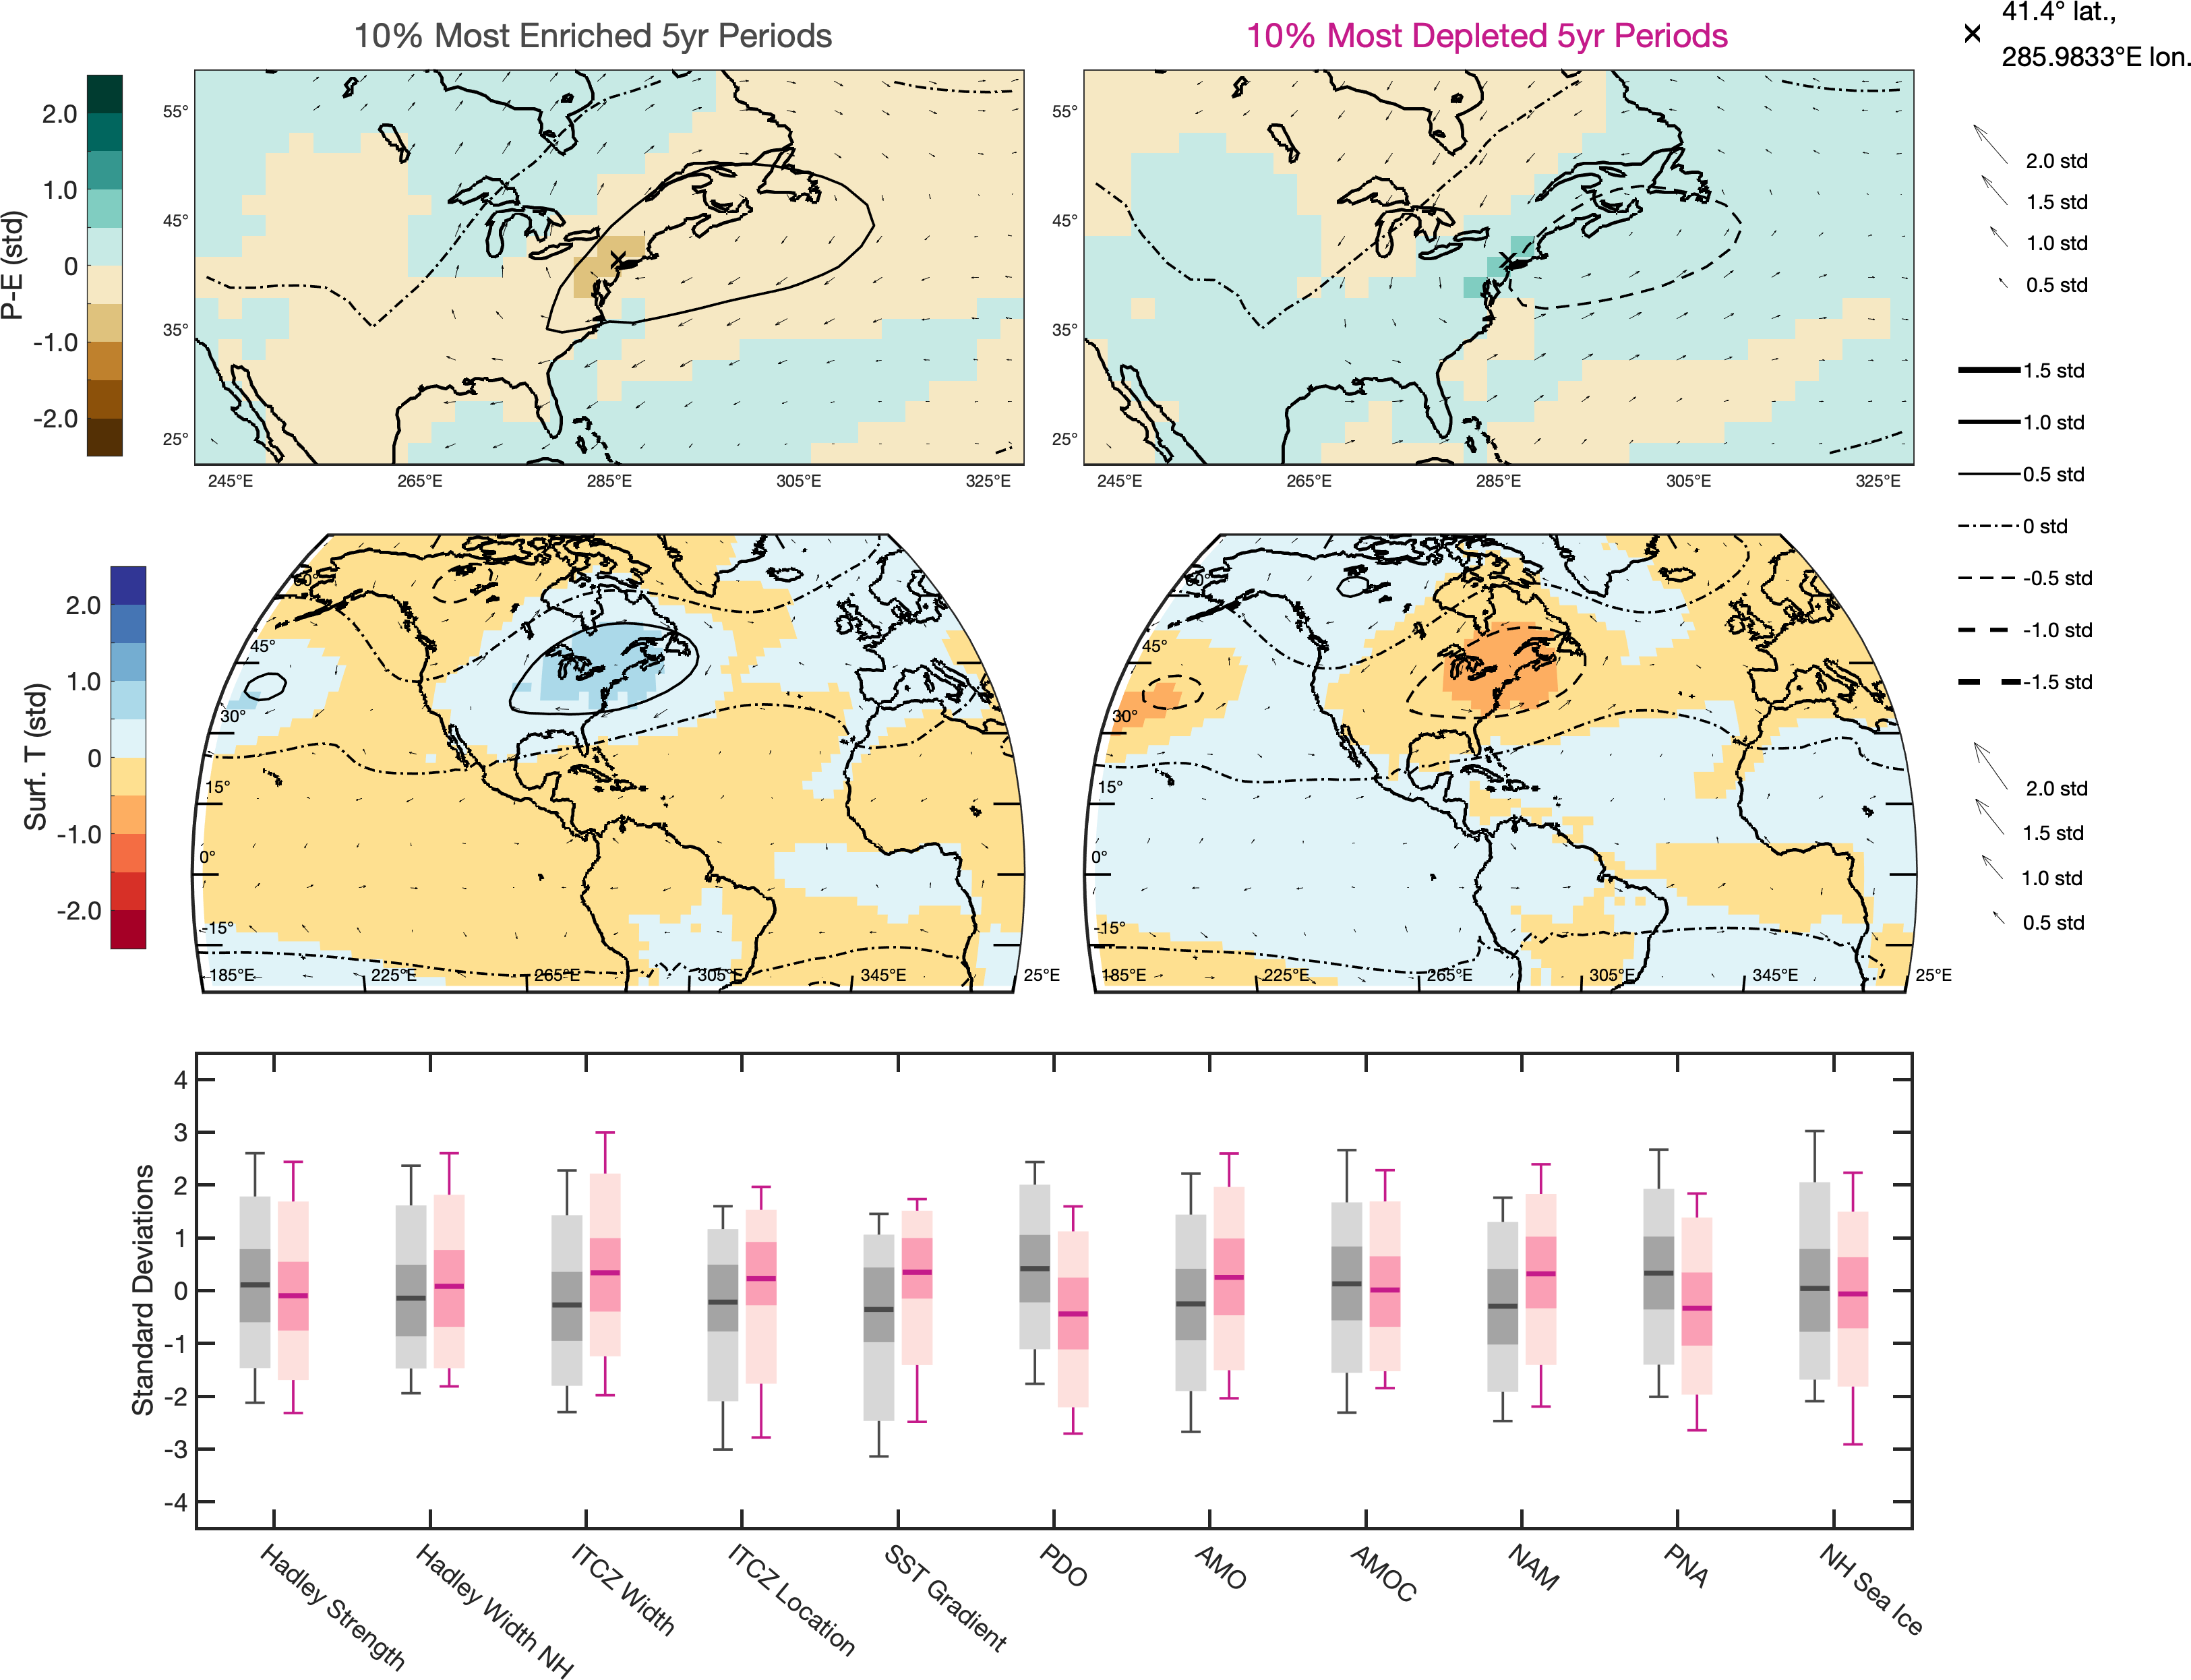 10% Most Enriched 5yr Periods
10% Most Depleted 5yr Periods
41.4° lat.,
285.9833°E lon.
P-E (std)
2.0
1.0
0
-1.0
-2.0
55°
45°
35°
25°
245°E
265°E
285°E
305°E
325°E
55°
45°
35°
25°
245°E
265°E
285°E
305°E
325°E
2.0 std
1.5 std
1.0 std
0.5 std
1.5 std
1.0 std
0.5 std
0 std
-0.5 std
-1.0 std
-1.5 std
2.0 std
1.5 std
1.0 std
0.5 std
Surf. T (std)
2.0
1.0
0
-1.0
-2.0
60°
45°
30°
15°
0°
-15°
185°E
225°E
265°E
305°E
345°E
25°E
60°
45°
30°
15°
0°
-15°
185°E
225°E
265°E
305°E
345°E
25°E
Standard Deviations
4
3
2
1
0
-1
-2
-3
-4
Hadley Strength
Hadley Width NH
ITCZ Width
ITCZ Location
SST Gradient
PDO
AMO
AMOC
NAM
PNA
NH Sea Ice